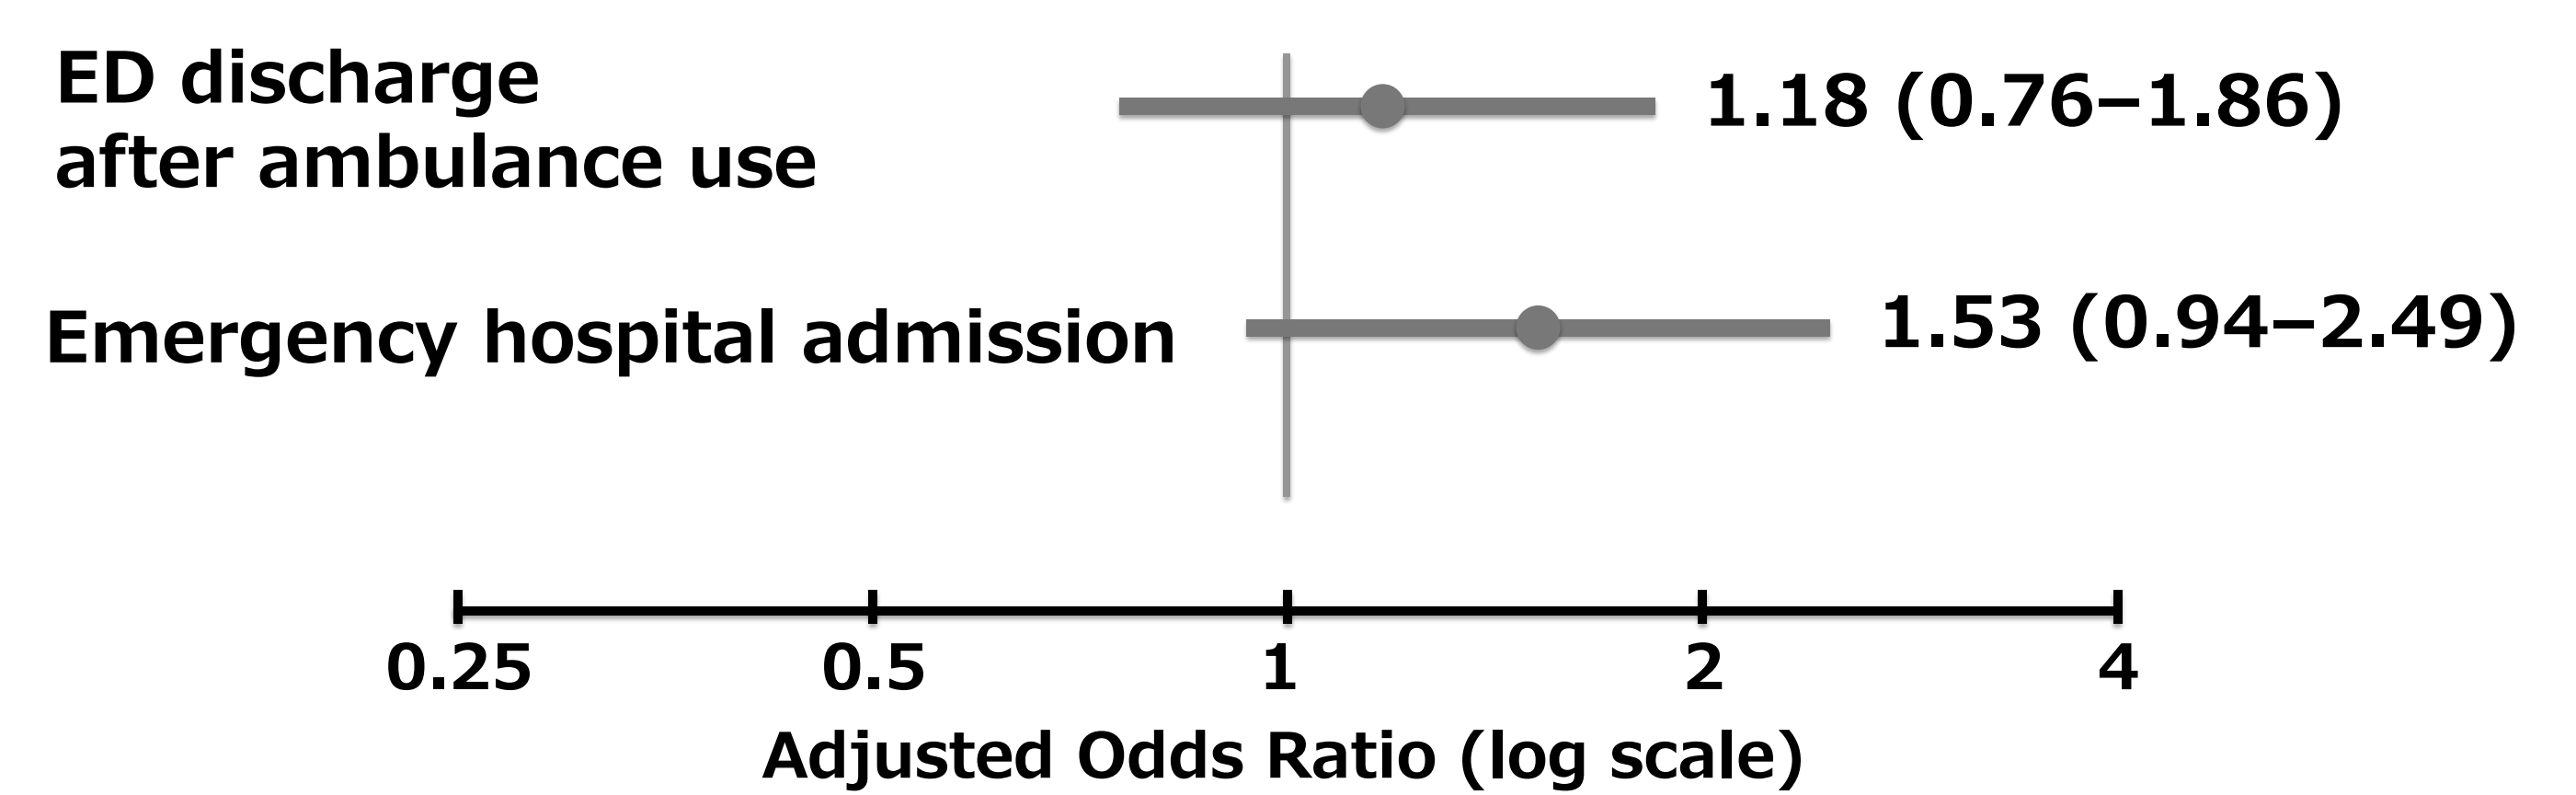 ED discharge
after ambulance use
1.18 (0.76–1.86)
Emergency hospital admission
1.53 (0.94–2.49)
0.25 0.5 1 2 4
Adjusted Odds Ratio (log scale)